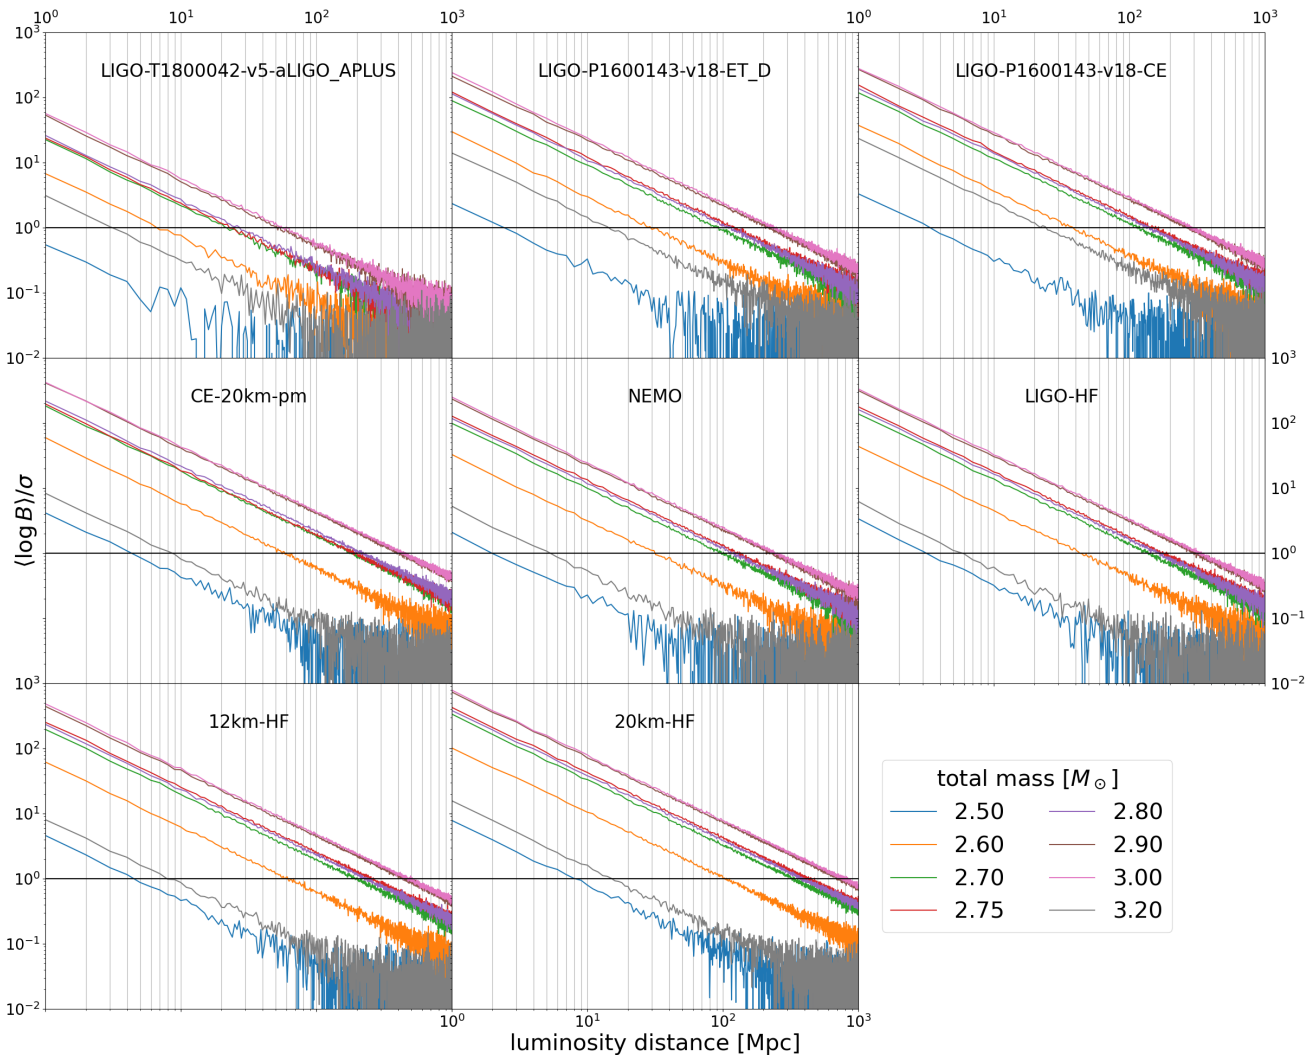 10⁰ 10¹ 10² 10³ 10⁰ 10¹ 10² 10³
10³
10²
10¹
10⁰
10⁻¹
10⁻²
LIGO-T1800042-v5-aLIGO_APLUS
LIGO-P1600143-v18-ET_D
LIGO-P1600143-v18-CE
CE-20km-pm
NEMO
LIGO-HF
10³
10²
10¹
10⁰
10⁻¹
10⁻²
⟨log B⟩/σ
10³
10²
10¹
10⁰
10⁻¹
10⁻²
12km-HF
20km-HF
10⁰ 10¹ 10² 10³
luminosity distance [Mpc]
total mass [M⊙]
2.50 2.80
2.60 2.90
2.70 3.00
2.75 3.20